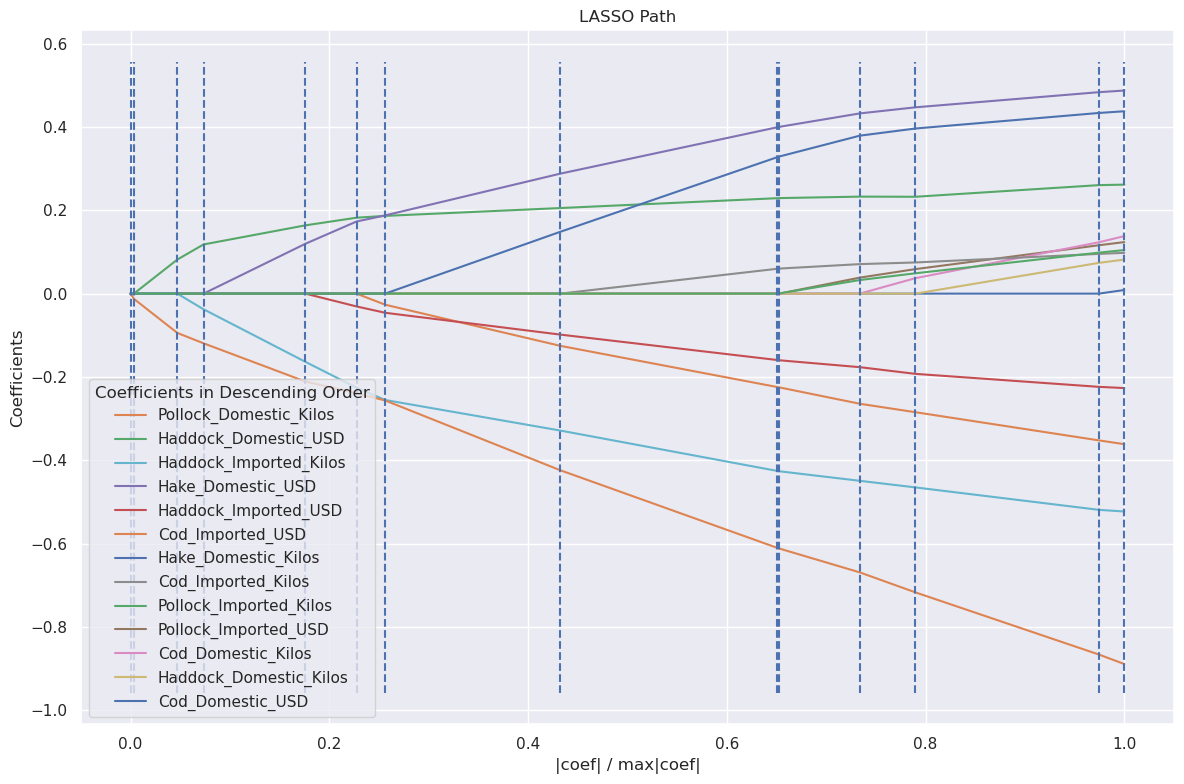 LASSO Path
0.6
0.4
0.2
0.0
−0.2
−0.4
−0.6
−0.8
−1.0
Coefficients
Coefficients in Descending Order
Pollock_Domestic_Kilos
Haddock_Domestic_USD
Haddock_Imported_Kilos
Hake_Domestic_USD
Haddock_Imported_USD
Cod_Imported_USD
Hake_Domestic_Kilos
Cod_Imported_Kilos
Pollock_Imported_Kilos
Pollock_Imported_USD
Cod_Domestic_Kilos
Haddock_Domestic_Kilos
Cod_Domestic_USD
0.0 0.2 0.4 0.6 0.8 1.0
|coef| / max|coef|